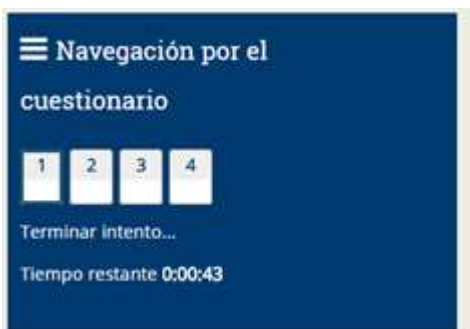 Navegación por el
cuestionario
1 2 3 4
Terminar intento...
Tiempo restante 0:00:43